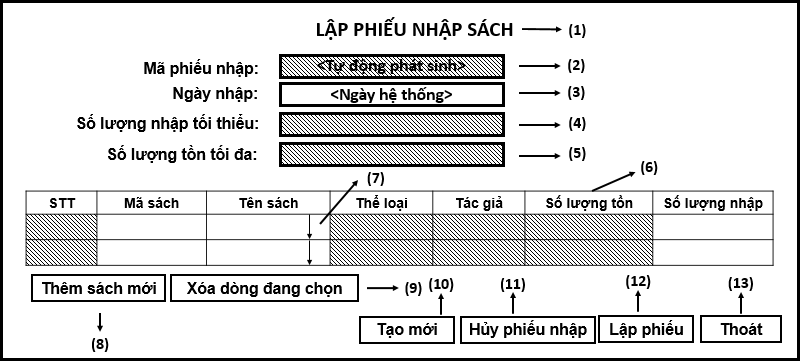 LẬP PHIẾU NHẬP SÁCH (1)
Mã phiếu nhập: <Tự động phát sinh> (2)
Ngày nhập: <Ngày hệ thống> (3)
Số lượng nhập tối thiểu: (4)
Số lượng tồn tối đa: (5)
(7) (6)
STT Mã sách Tên sách Thể loại Tác giả Số lượng tồn Số lượng nhập
Thêm sách mới Xóa dòng đang chọn (9) (10) (11) (12) (13)
Tạo mới Hủy phiếu nhập Lập phiếu Thoát
(8)